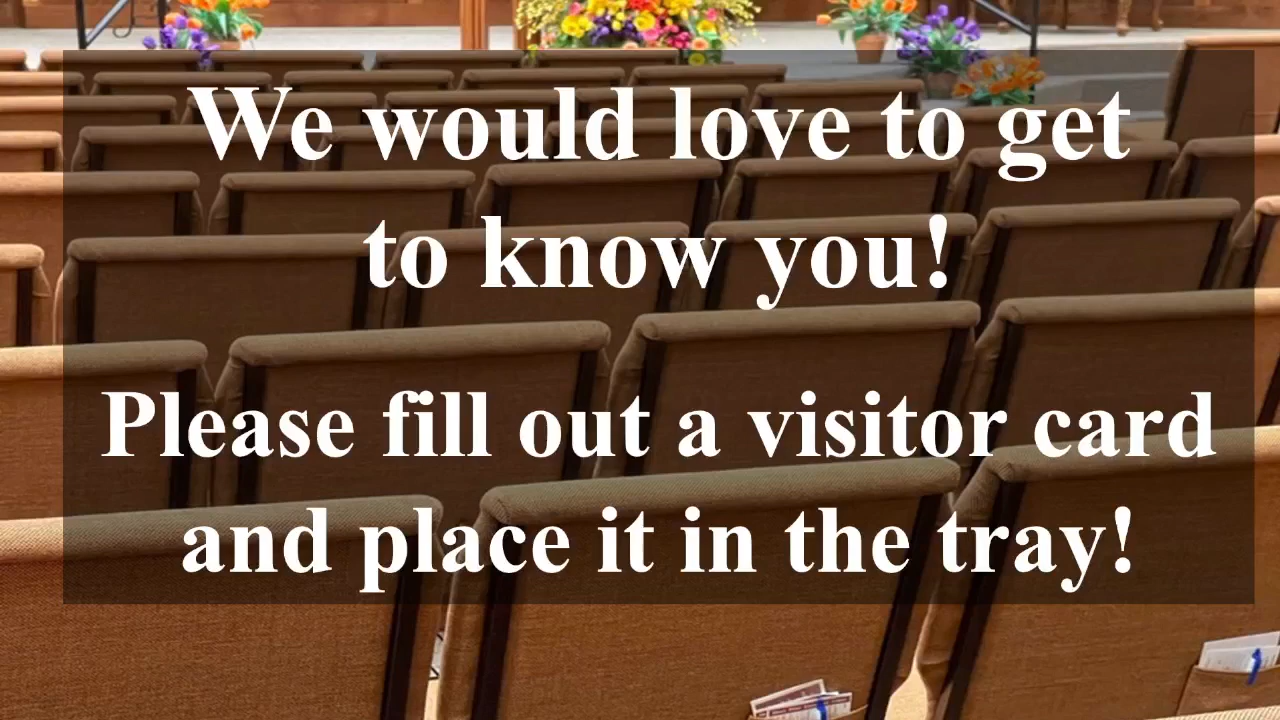 We would love to get
to know you!
Please fill out a visitor card
and place it in the tray!